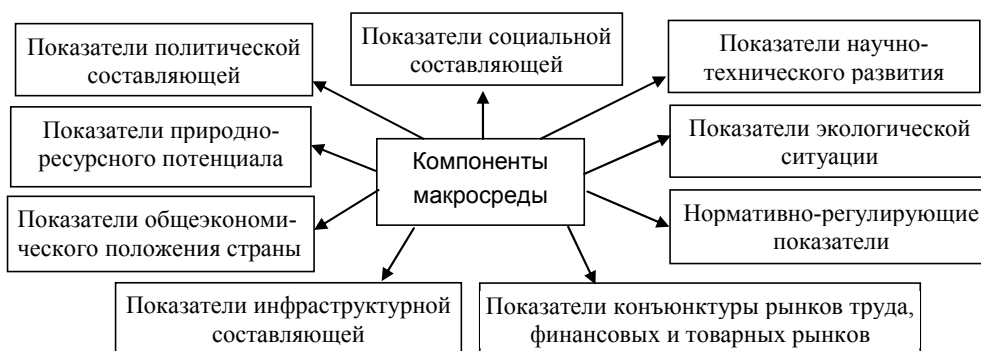 Показатели политической
составляющей
Показатели социальной
составляющей
Показатели научно-
технического развития
Показатели природно-
ресурсного потенциала
Компоненты
макросреды
Показатели экологической
ситуации
Показатели общеэкономи-
ческого положения страны
Нормативно-регулирующие
показатели
Показатели инфраструктурной
составляющей
Показатели конъюнктуры рынков труда,
финансовых и товарных рынков